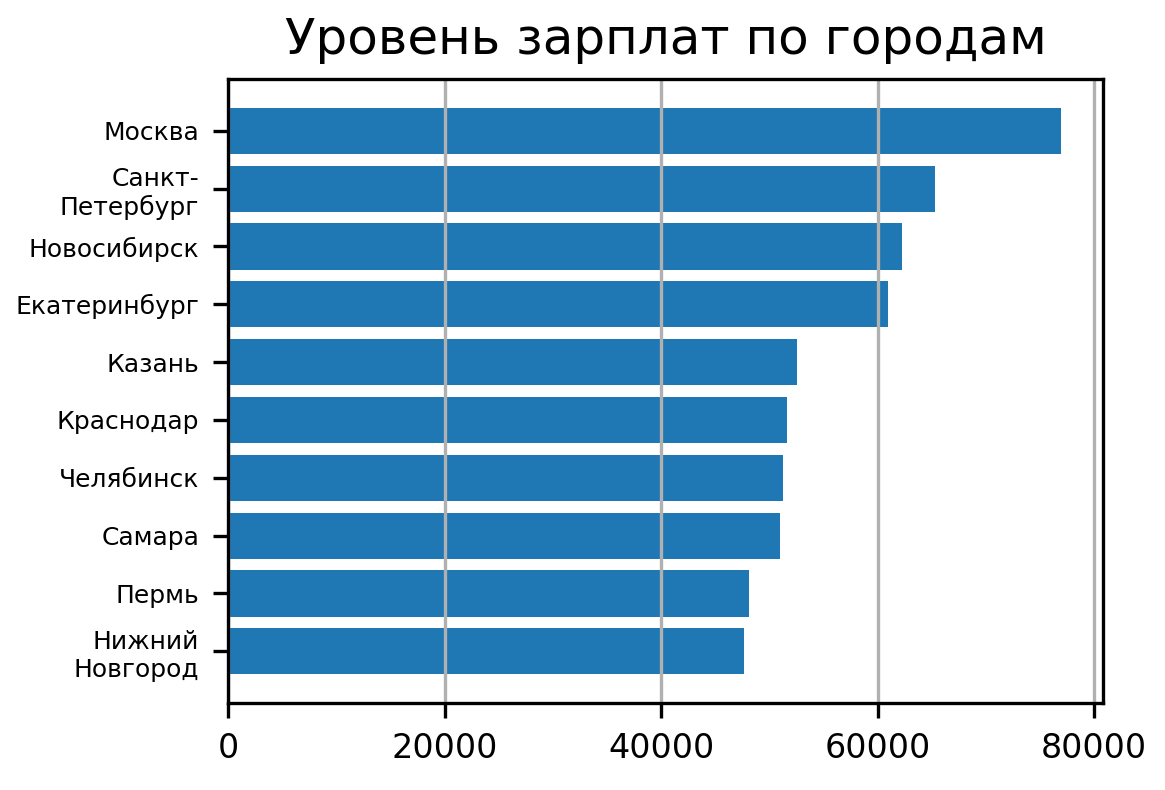 Уровень зарплат по городам
Москва
Санкт-
Петербург
Новосибирск
Екатеринбург
Казань
Краснодар
Челябинск
Самара
Пермь
Нижний
Новгород
0 20000 40000 60000 80000